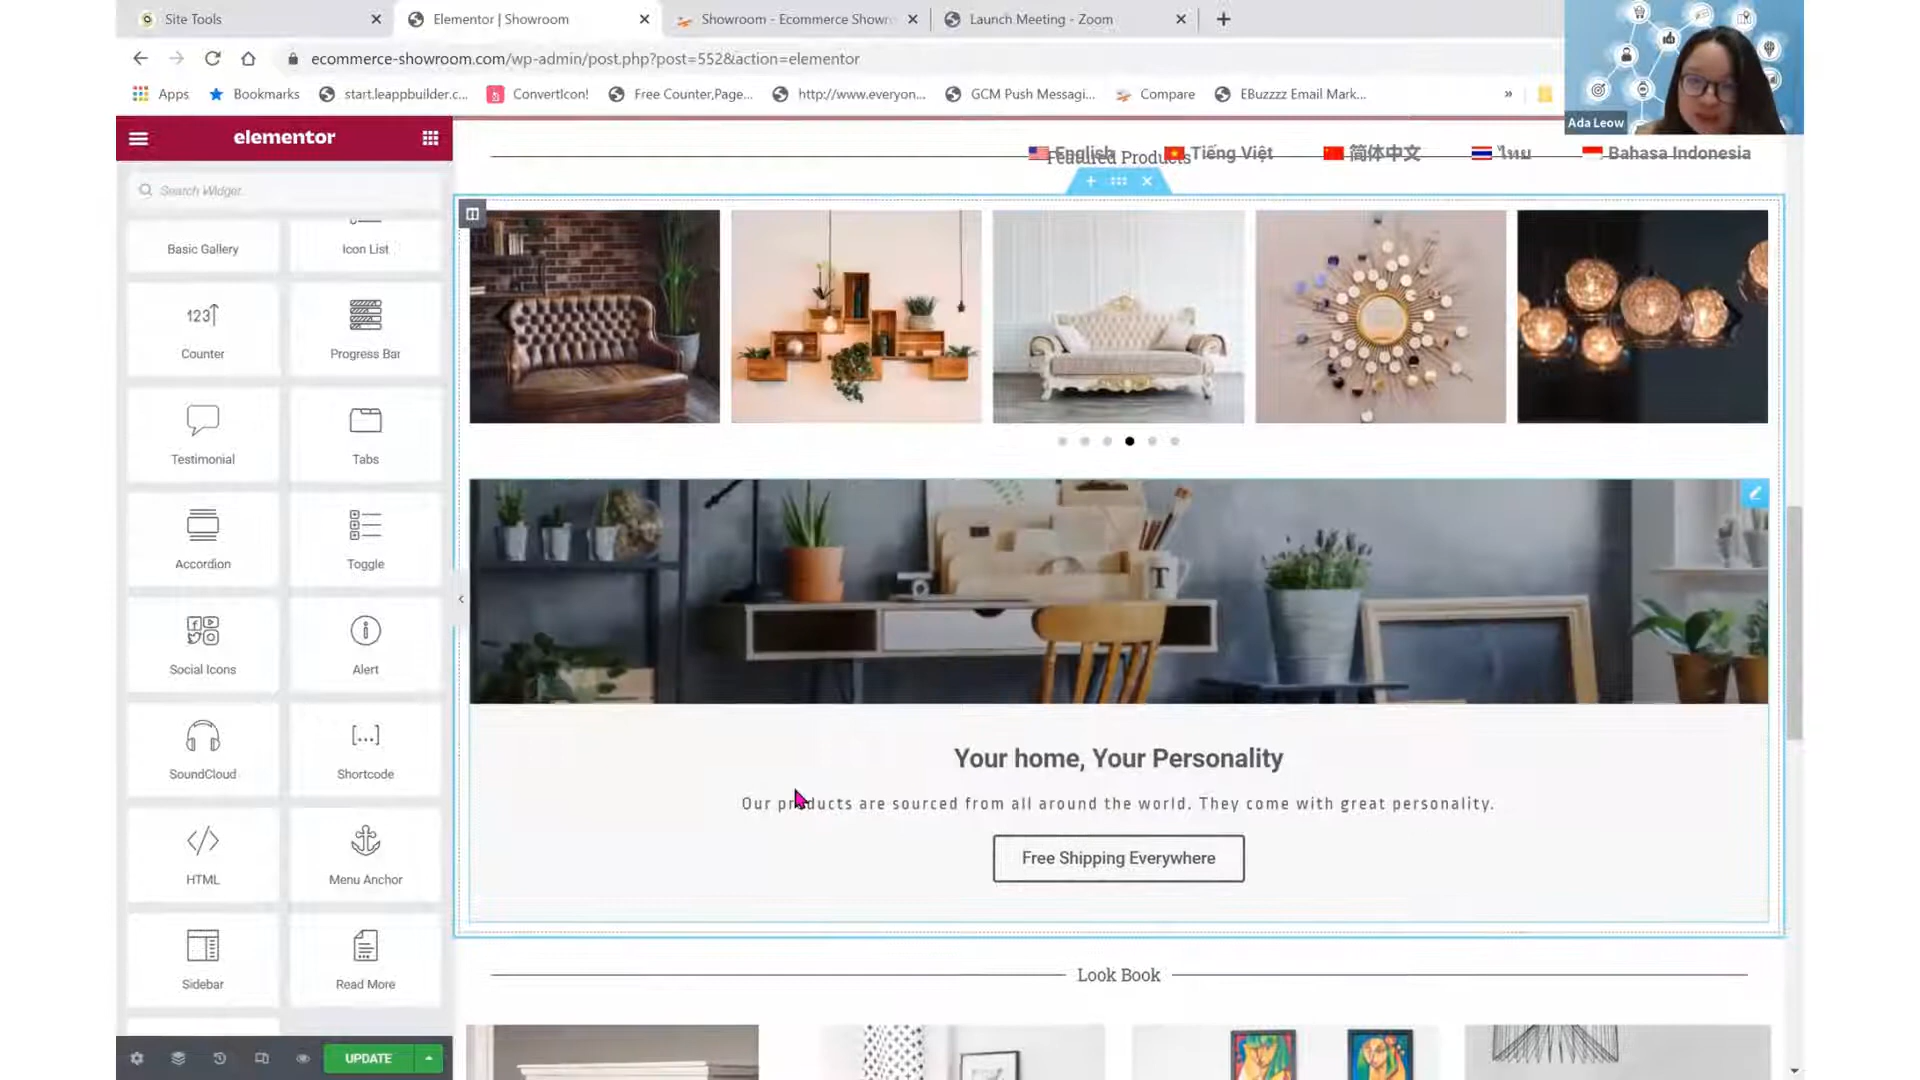 Site Tools
Elementor | Showroom
Showroom - Ecommerce Showr
Launch Meeting - Zoom
ecommerce-showroom.com/wp-admin/post.php?post=552&action=elementor
Apps
Bookmarks
start.leappbuilder.c...
ConvertIcon!
Free Counter,Page...
http://www.everyon...
GCM Push Messagi...
Compare
EBuzzzz Email Mark...
»
Ada Leow
elementor
English
Tiếng Việt
简体中文
ไทย
Bahasa Indonesia
Featured Products
Search Widget...
Basic Gallery
Icon List
Counter
Progress Bar
Testimonial
Tabs
Accordion
Toggle
Social Icons
Alert
SoundCloud
Shortcode
HTML
Menu Anchor
Sidebar
Read More
UPDATE
T
Your home, Your Personality
Our products are sourced from all around the world. They come with great personality.
Free Shipping Everywhere
Look Book